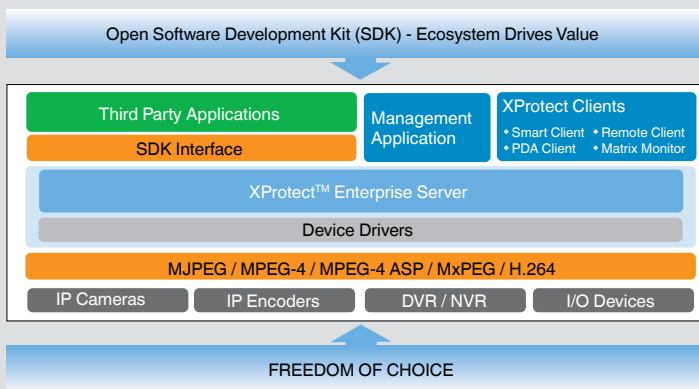 Open Software Development Kit (SDK) - Ecosystem Drives Value
Third Party Applications
SDK Interface
Management
Application
XProtect Clients
❖ Smart Client ❖ Remote Client
❖ PDA Client ❖ Matrix Monitor
XProtect™ Enterprise Server
Device Drivers
MJPEG / MPEG-4 / MPEG-4 ASP / MxPEG / H.264
IP Cameras
IP Encoders
DVR / NVR
I/O Devices
FREEDOM OF CHOICE